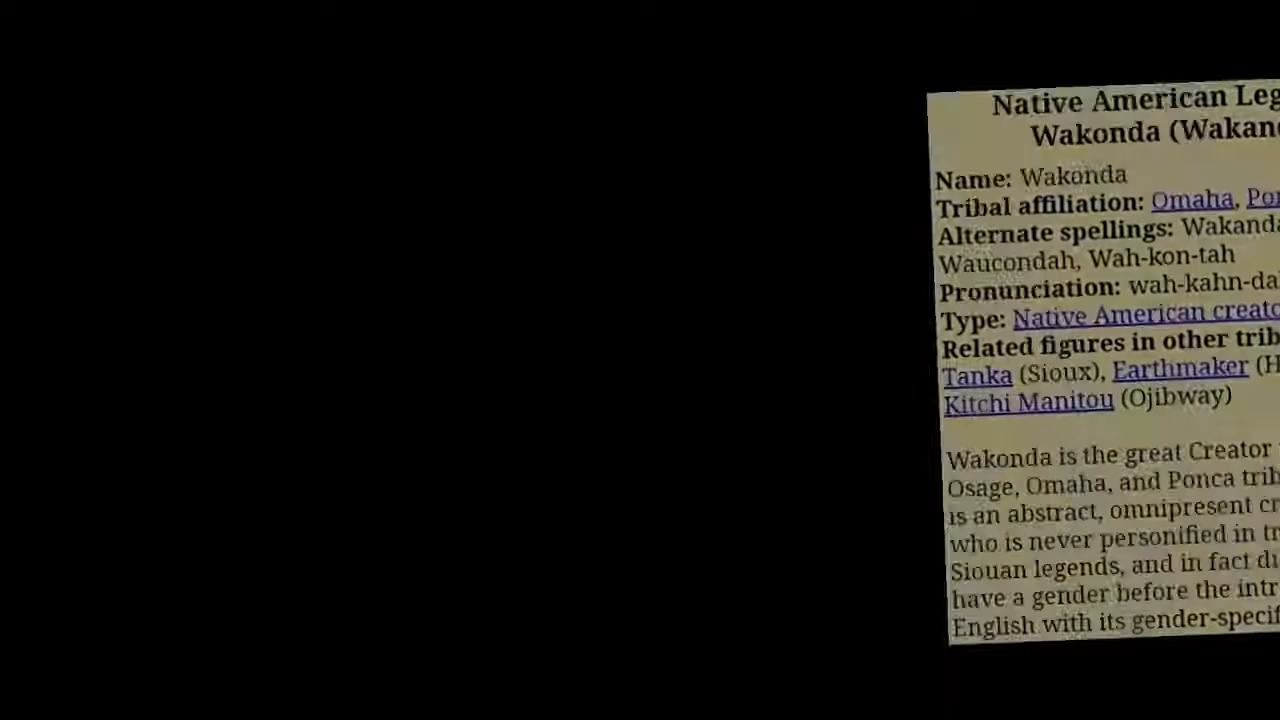 Native American Leg
Wakonda (Wakan
Name: Wakonda
Tribal affiliation: Omaha, Po
Alternate spellings: Wakanda
Waucondah, Wah-kon-tah
Pronunciation: wah-kahn-da
Type: Native American creato
Related figures in other trib
Tanka (Sioux), Earthmaker (H
Kitchi Manitou (Ojibway)
Wakonda is the great Creator
Osage, Omaha, and Ponca trib
is an abstract, omnipresent cr
who is never personified in tr
Siouan legends, and in fact di
have a gender before the intr
English with its gender-specif